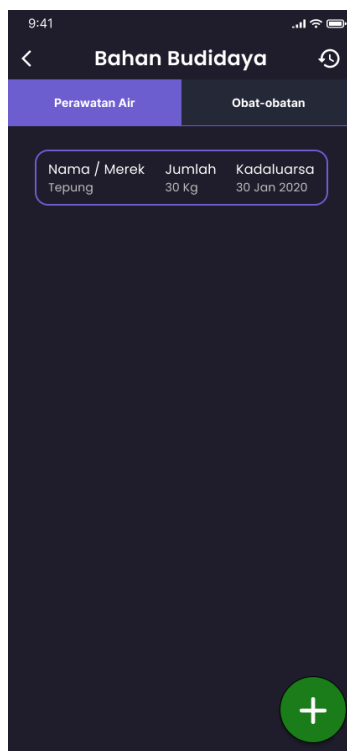 9:41
Bahan Budidaya
Perawatan Air Obat-obatan
Nama / Merek Jumlah Kadaluarsa
Tepung 30 Kg 30 Jan 2020